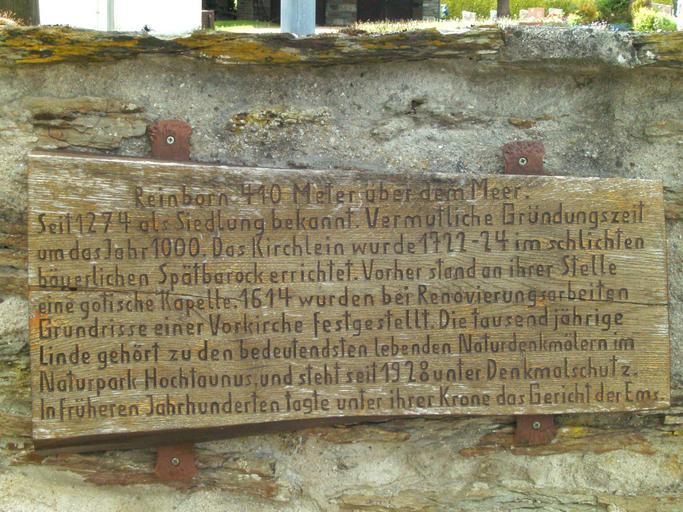 Reinborn 410 Meter über dem Meer.
Seit 1274 als Siedlung bekannt. Vermutliche Gründungszeit
um das Jahr 1000. Das Kirchlein wurde 1722-24 im schlichten
bäuerlichen Spätbarock errichtet. Vorher stand an ihrer Stelle
eine gotische Kapelle. 1614 wurden bei Renovierungsarbeiten
Grundrisse einer Vorkirche festgestellt. Die tausendjährige
Linde gehört zu den bedeutendsten lebenden Naturdenkmälern im
Naturpark Hochtaunus, und steht seit 1928 unter Denkmalschutz.
In früheren Jahrhunderten tagte unter ihrer Krone das Gericht der Ems.